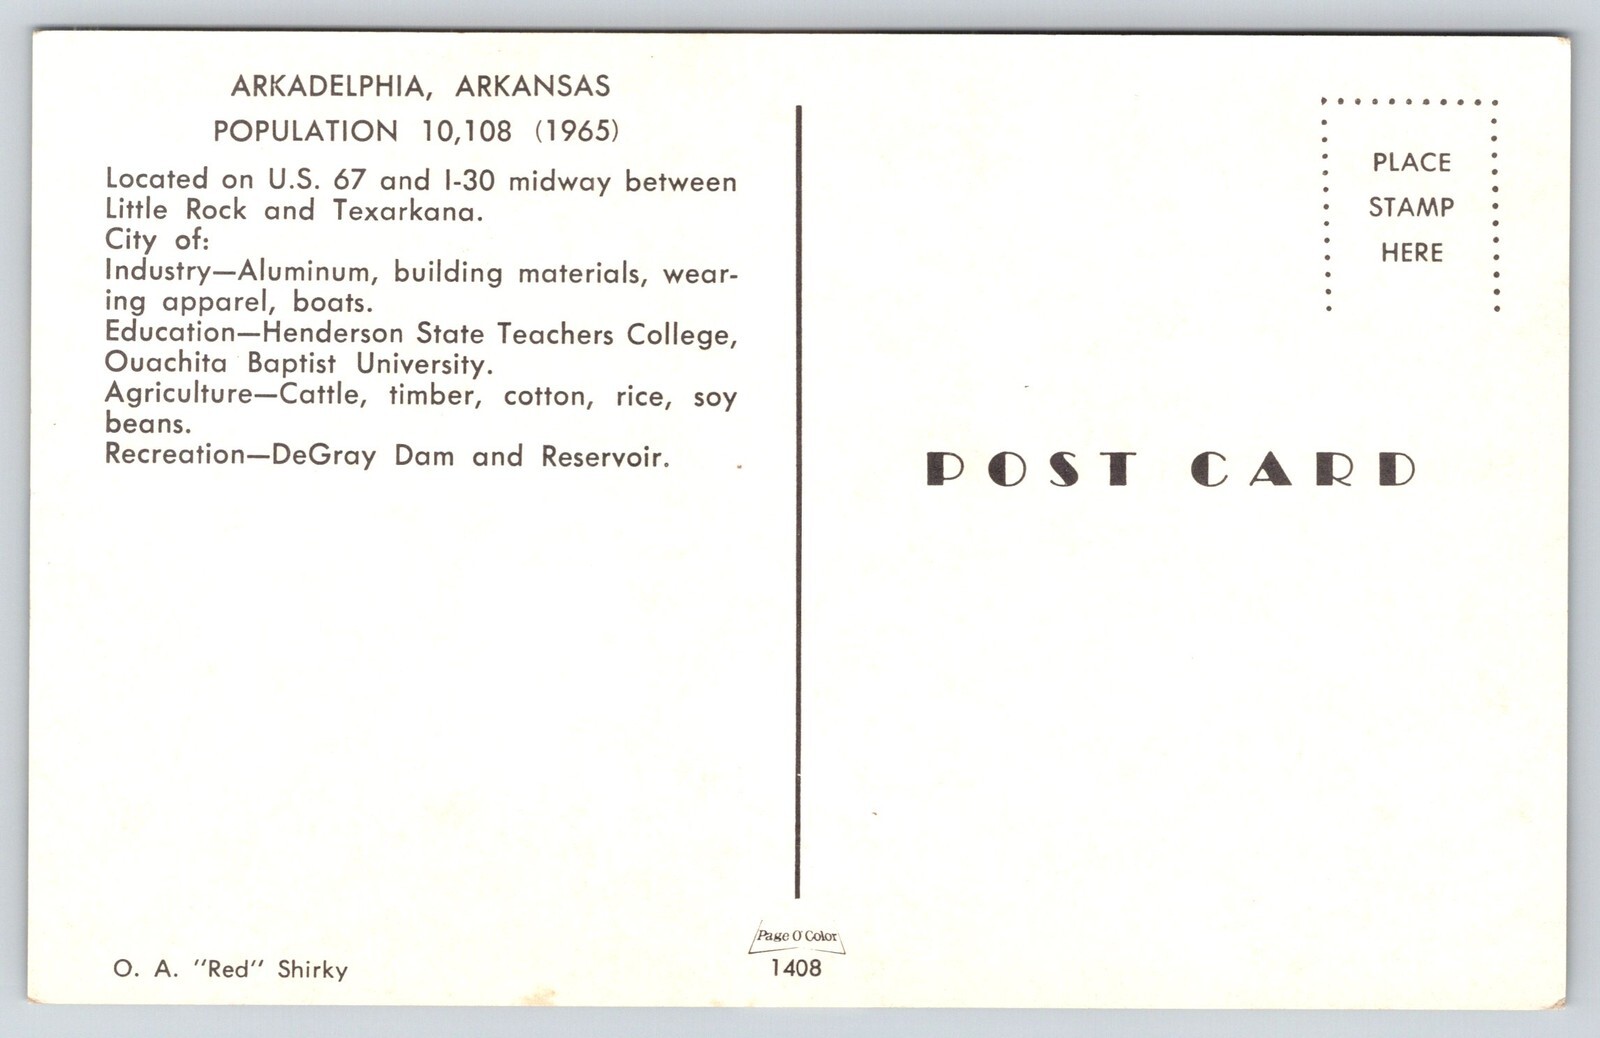 ARKADELPHIA, ARKANSAS
POPULATION 10,108 (1965)
Located on U.S. 67 and I-30 midway between
Little Rock and Texarkana.
City of:
Industry—Aluminum, building materials, wear-
ing apparel, boats.
Education—Henderson State Teachers College,
Ouachita Baptist University.
Agriculture—Cattle, timber, cotton, rice, soy
beans.
Recreation—DeGray Dam and Reservoir.
O. A. "Red" Shirky
Page O' Color
1408
PLACE
STAMP
HERE
POST CARD